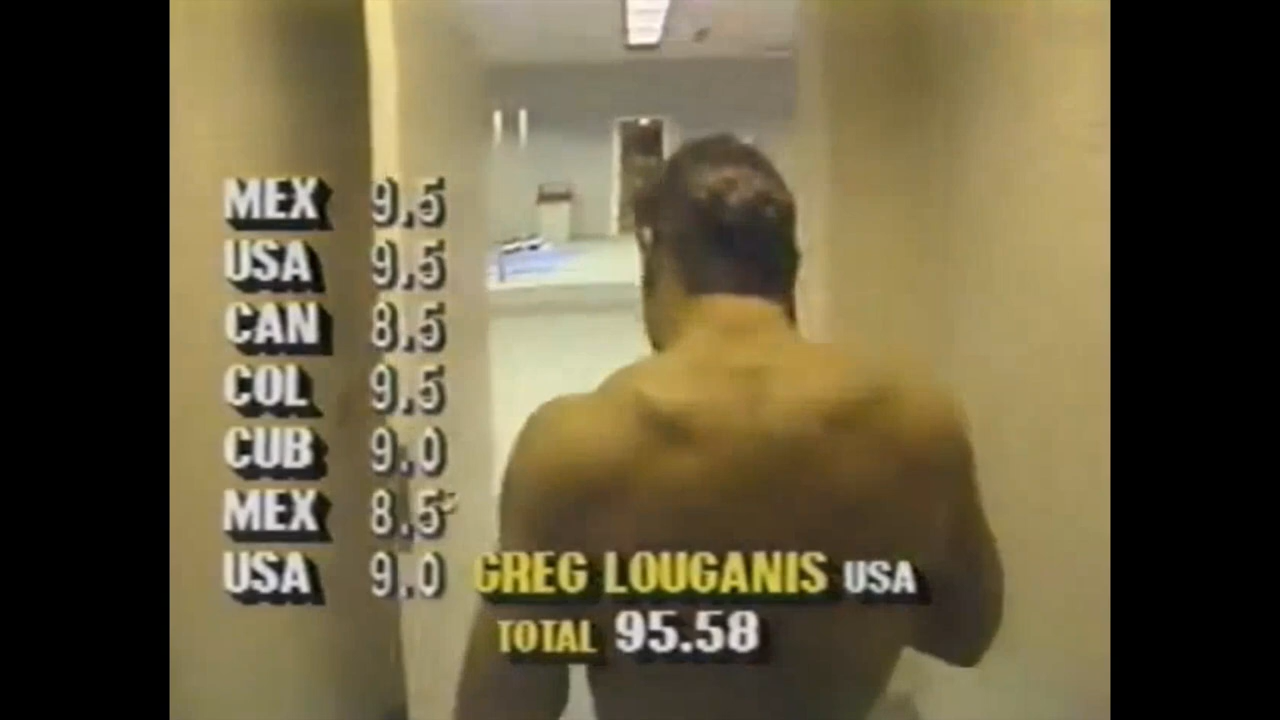 MEX 9.5
USA 9.5
CAN 8.5
COL 9.5
CUB 9.0
MEX 8.5
USA 9.0 GREG LOUGANIS USA
TOTAL 95.58